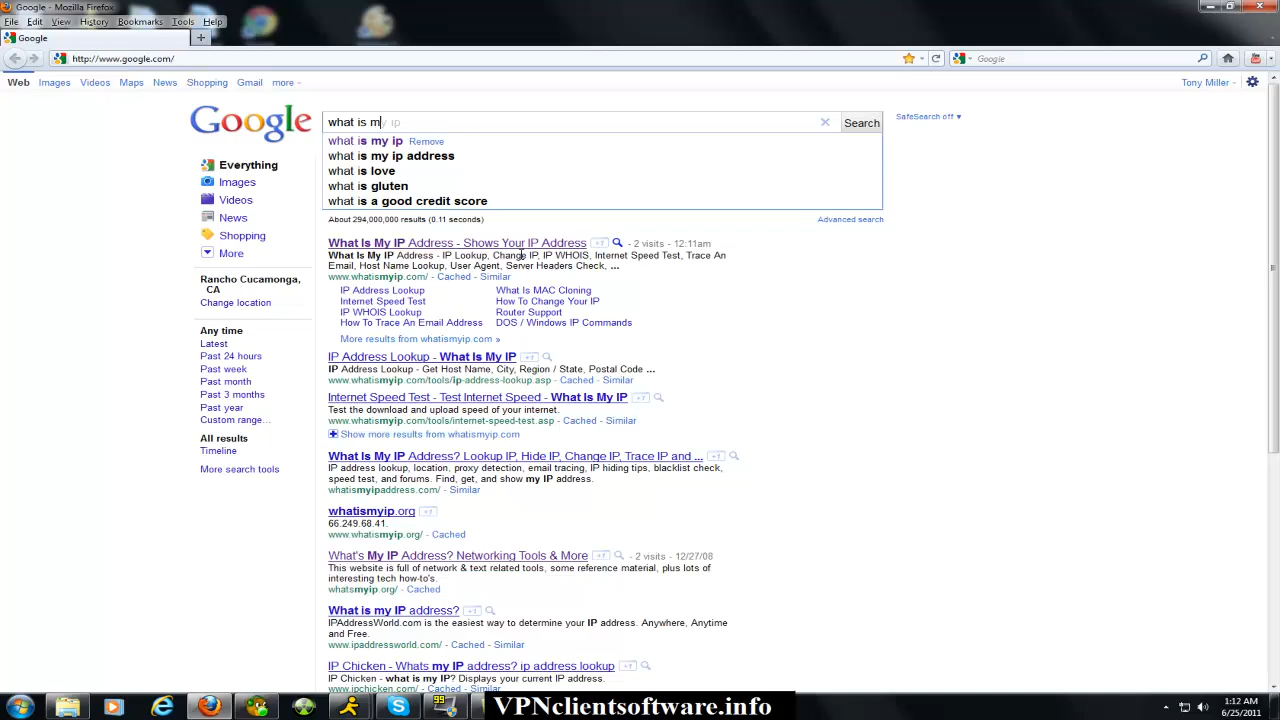 Google - Mozilla Firefox
File Edit View History Bookmarks Tools Help
Google
http://www.google.com/
Google
Web Images Videos Maps News Shopping Gmail more
Tony Miller
Google
what is my ip
Search
SafeSearch off
what is my ip Remove
what is my ip address
what is love
what is gluten
what is a good credit score
About 294,000,000 results (0.11 seconds)
Advanced search
Everything
Images
Videos
News
Shopping
More
Rancho Cucamonga, CA
Change location
Any time
Latest
Past 24 hours
Past week
Past month
Past 3 months
Past year
Custom range...
All results
Timeline
More search tools
What Is My IP Address - Shows Your IP Address +1 - 2 visits - 12:11am
What Is My IP Address - IP Lookup, Change IP, IP WHOIS, Internet Speed Test, Trace An
Email, Host Name Lookup, User Agent, Server Headers Check, ...
www.whatismyip.com/ - Cached - Similar
IP Address Lookup What Is MAC Cloning
Internet Speed Test How To Change Your IP
IP WHOIS Lookup Router Support
How To Trace An Email Address DOS / Windows IP Commands
More results from whatismyip.com »
IP Address Lookup - What Is My IP +1
IP Address Lookup - Get Host Name, City, Region / State, Postal Code ...
www.whatismyip.com/tools/ip-address-lookup.asp - Cached - Similar
Internet Speed Test - Test Internet Speed - What Is My IP +1
Test the download and upload speed of your internet.
www.whatismyip.com/tools/internet-speed-test.asp - Cached - Similar
Show more results from whatismyip.com
What Is My IP Address? Lookup IP, Hide IP, Change IP, Trace IP and ... +1
IP address lookup, location, proxy detection, email tracing, IP hiding tips, blacklist check,
speed test, and forums. Find, get, and show my IP address.
whatismyipaddress.com/ - Similar
whatismyip.org +1
66.249.68.41.
www.whatismyip.org/ - Cached
What's My IP Address? Networking Tools & More +1 - 2 visits - 12/27/08
This website is full of network & text related tools, some reference material, plus lots of
interesting tech how-to's.
whatsmyip.org/ - Cached
What is my IP address? +1
IPAddressWorld.com is the easiest way to determine your IP address. Anywhere, Anytime
and Free.
www.ipaddressworld.com/ - Cached - Similar
IP Chicken - Whats my IP address? ip address lookup +1
IP Chicken - what is my IP? Displays your current IP address.
www.ipchicken.com/ - Cached - Similar
99
VPNclientsoftware.info
1:12 AM
6/25/2011